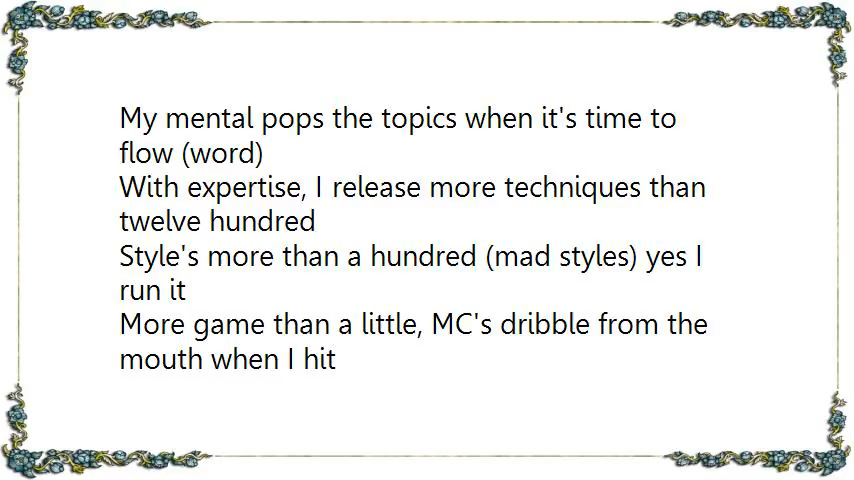 My mental pops the topics when it's time to
flow (word)
With expertise, I release more techniques than
twelve hundred
Style's more than a hundred (mad styles) yes I
run it
More game than a little, MC's dribble from the
mouth when I hit